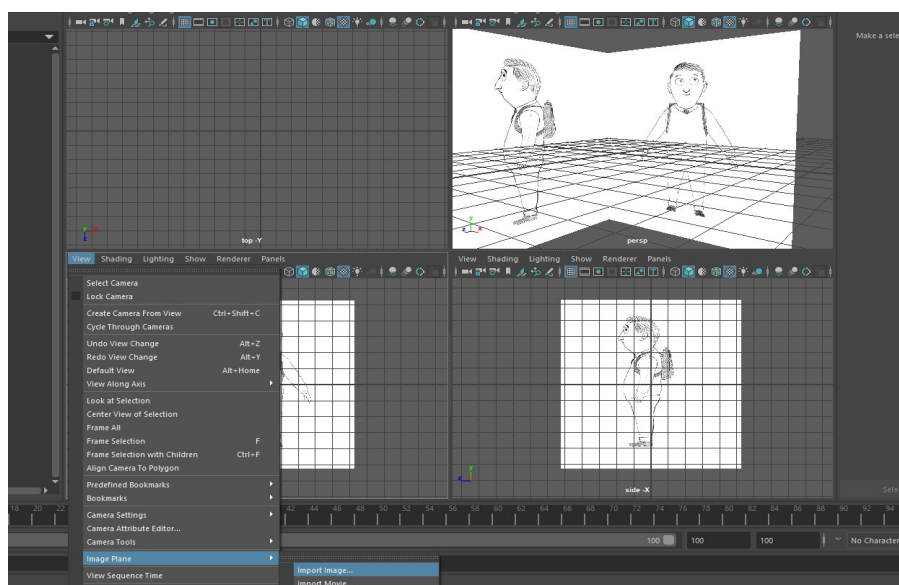 Make a sele
top -Y
persp
View Shading Lighting Show Renderer Panels
View Shading Lighting Show Renderer Panels
Select Camera
Lock Camera
Create Camera From View Ctrl+Shift+C
Cycle Through Cameras
Undo View Change Alt+Z
Redo View Change Alt+Y
Default View Alt+Home
View Along Axis
Look at Selection
Center View of Selection
Frame All
Frame Selection F
Frame Selection with Children Ctrl+F
Align Camera To Polygon
Predefined Bookmarks
Bookmarks
Camera Settings
Camera Attribute Editor...
Camera Tools
Image Plane
View Sequence Time
Import Image...
Import Movie
side -X
Sele
18 20 22 42 44 46 48 50 52 54 56 58 60 62 64 66 68 70 72 74 76 78 80 82 84 86 88 90 92 94
100 100 100 No Character